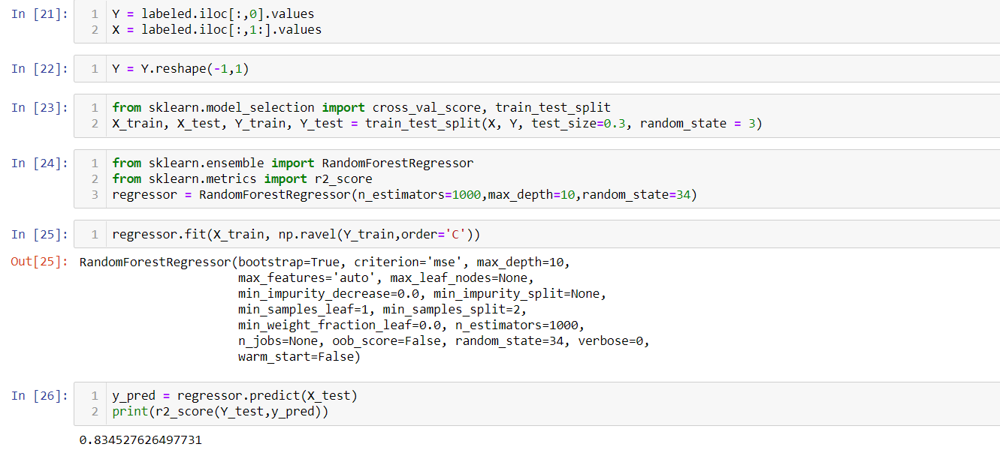 In [21]:
1 Y = labeled.iloc[:,0].values
2 X = labeled.iloc[:,1:].values
In [22]:
1 Y = Y.reshape(-1,1)
In [23]:
1 from sklearn.model_selection import cross_val_score, train_test_split
2 X_train, X_test, Y_train, Y_test = train_test_split(X, Y, test_size=0.3, random_state = 3)
In [24]:
1 from sklearn.ensemble import RandomForestRegressor
2 from sklearn.metrics import r2_score
3 regressor = RandomForestRegressor(n_estimators=1000,max_depth=10,random_state=34)
In [25]:
1 regressor.fit(X_train, np.ravel(Y_train,order='C'))
Out[25]: RandomForestRegressor(bootstrap=True, criterion='mse', max_depth=10,
max_features='auto', max_leaf_nodes=None,
min_impurity_decrease=0.0, min_impurity_split=None,
min_samples_leaf=1, min_samples_split=2,
min_weight_fraction_leaf=0.0, n_estimators=1000,
n_jobs=None, oob_score=False, random_state=34, verbose=0,
warm_start=False)
In [26]:
1 y_pred = regressor.predict(X_test)
2 print(r2_score(Y_test,y_pred))
0.834527626497731